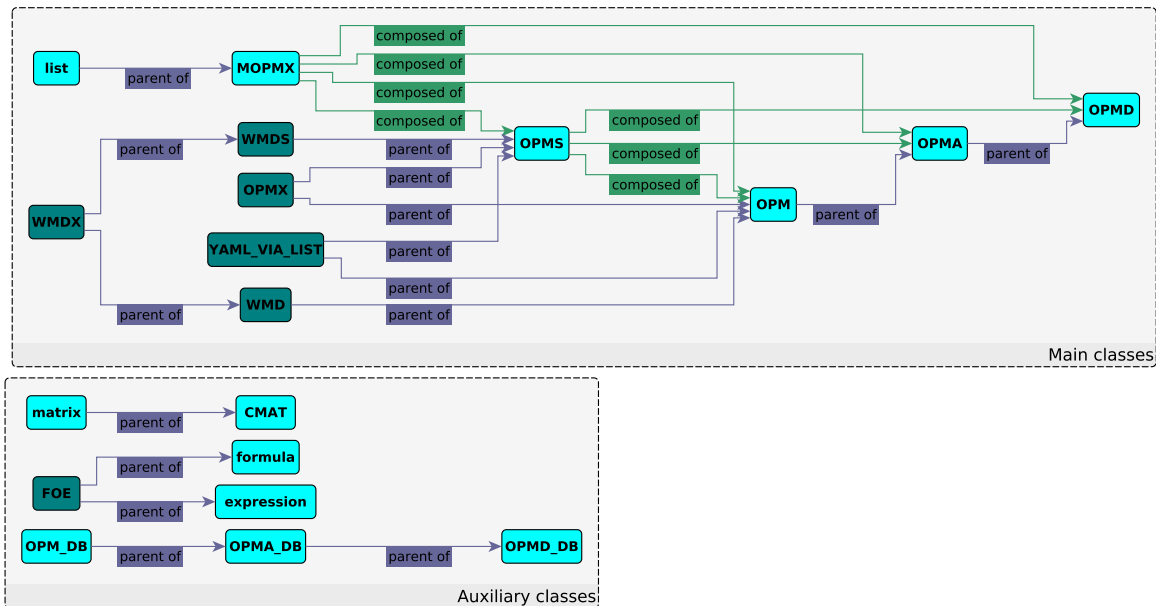 composed of
list
parent of
MOPMX
composed of
composed of
composed of
OPMD
WMDS
composed of
OPMS
parent of
parent of
composed of
OPMA
parent of
OPMX
parent of
composed of
OPM
WMDX
parent of
parent of
YAML_VIA_LIST
parent of
parent of
WMD
parent of
parent of
Main classes
matrix
parent of
CMAT
formula
parent of
FOE
expression
parent of
OPM_DB
parent of
OPMA_DB
parent of
OPMD_DB
Auxiliary classes